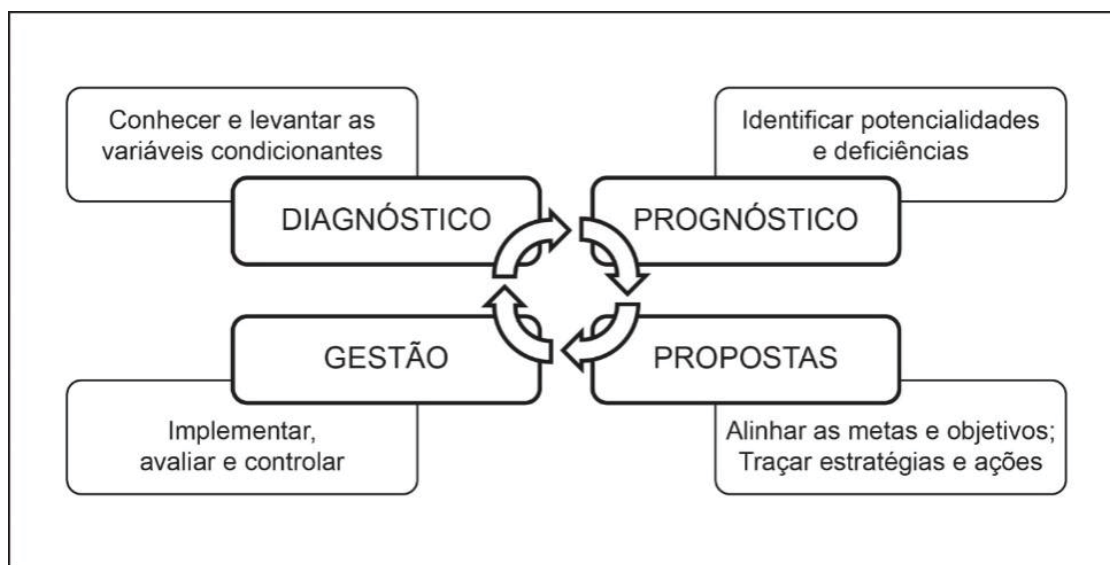 Conhecer e levantar as
variáveis condicionantes
DIAGNÓSTICO
Identificar potencialidades
e deficiências
PROGNÓSTICO
GESTÃO
Implementar,
avaliar e controlar
PROPOSTAS
Alinhar as metas e objetivos;
Traçar estratégias e ações